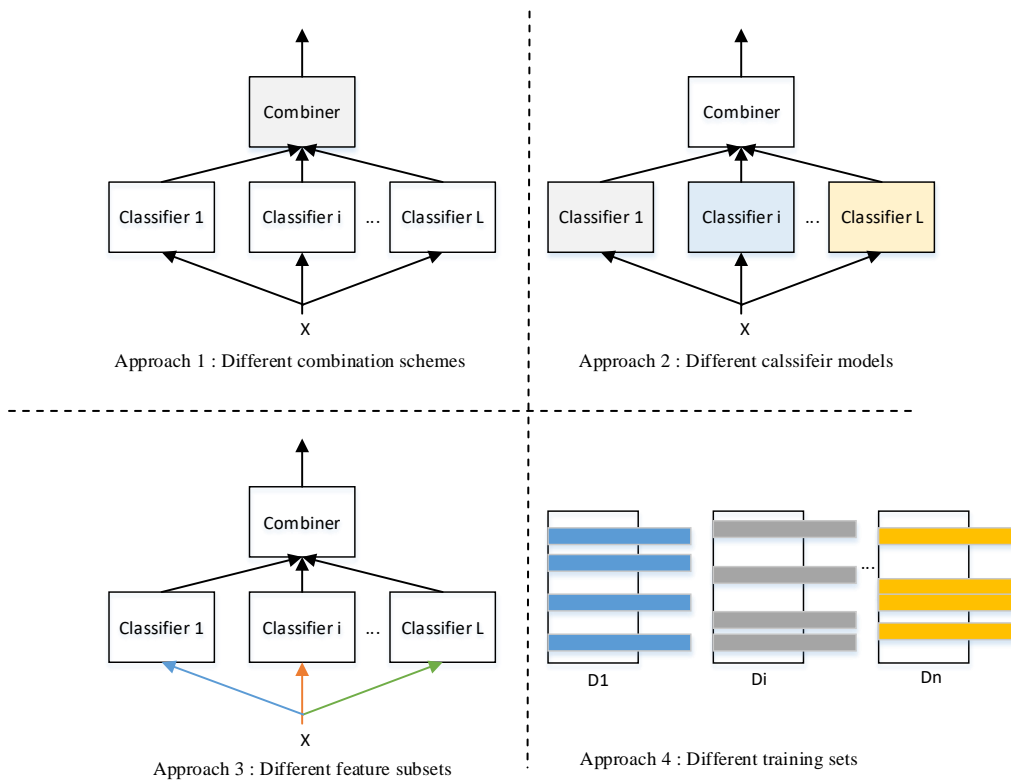 Combiner
Classifier 1
Classifier i
...
Classifier L
X
Approach 1 : Different combination schemes
Combiner
Classifier 1
Classifier i
...
Classifier L
X
Approach 2 : Different calssifeir models
Combiner
Classifier 1
Classifier i
...
Classifier L
X
Approach 3 : Different feature subsets
...
D1
Di
Dn
Approach 4 : Different training sets